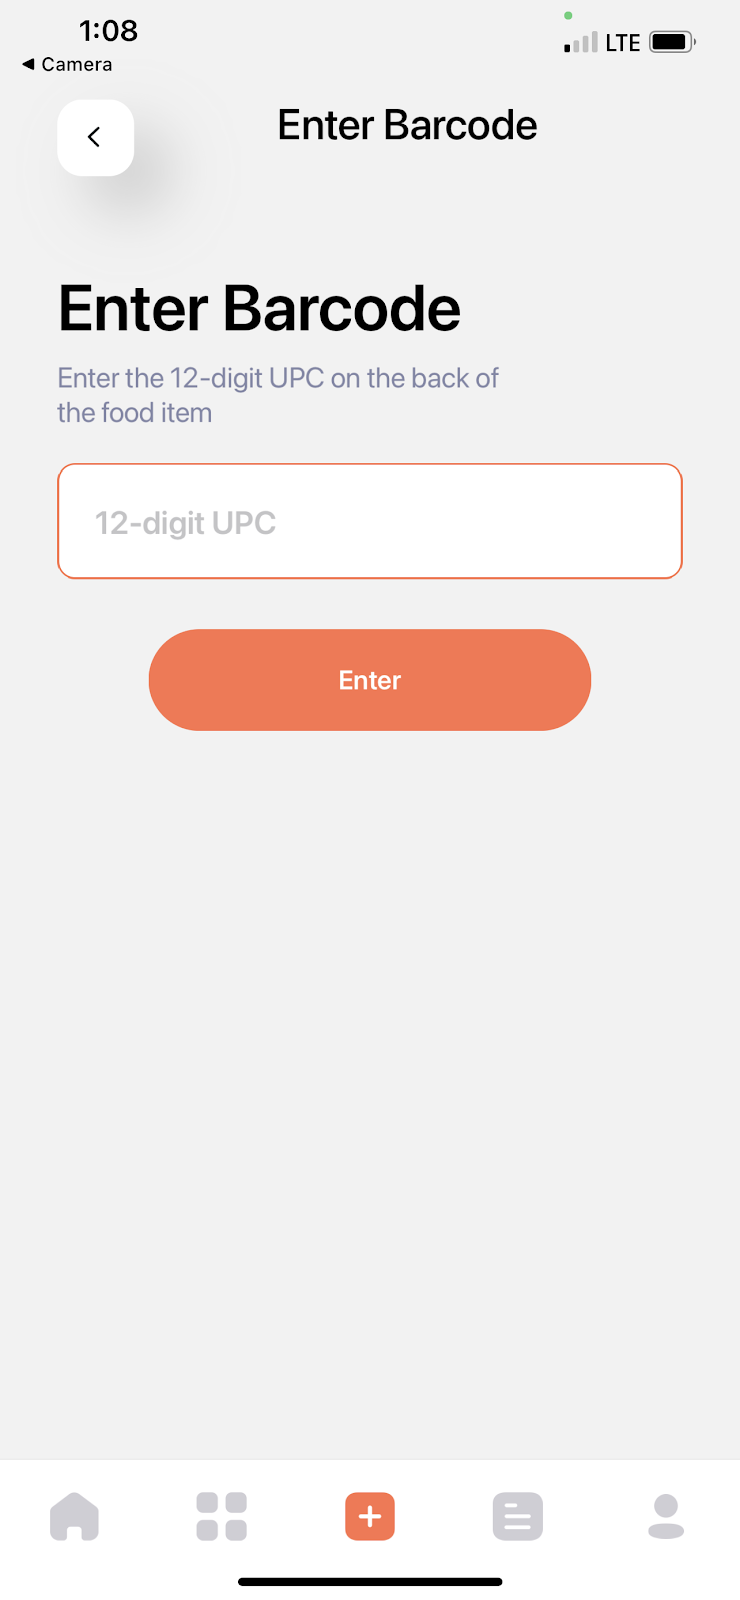 1:08
LTE
◀ Camera
Enter Barcode
Enter Barcode
Enter the 12-digit UPC on the back of
the food item
12-digit UPC
Enter